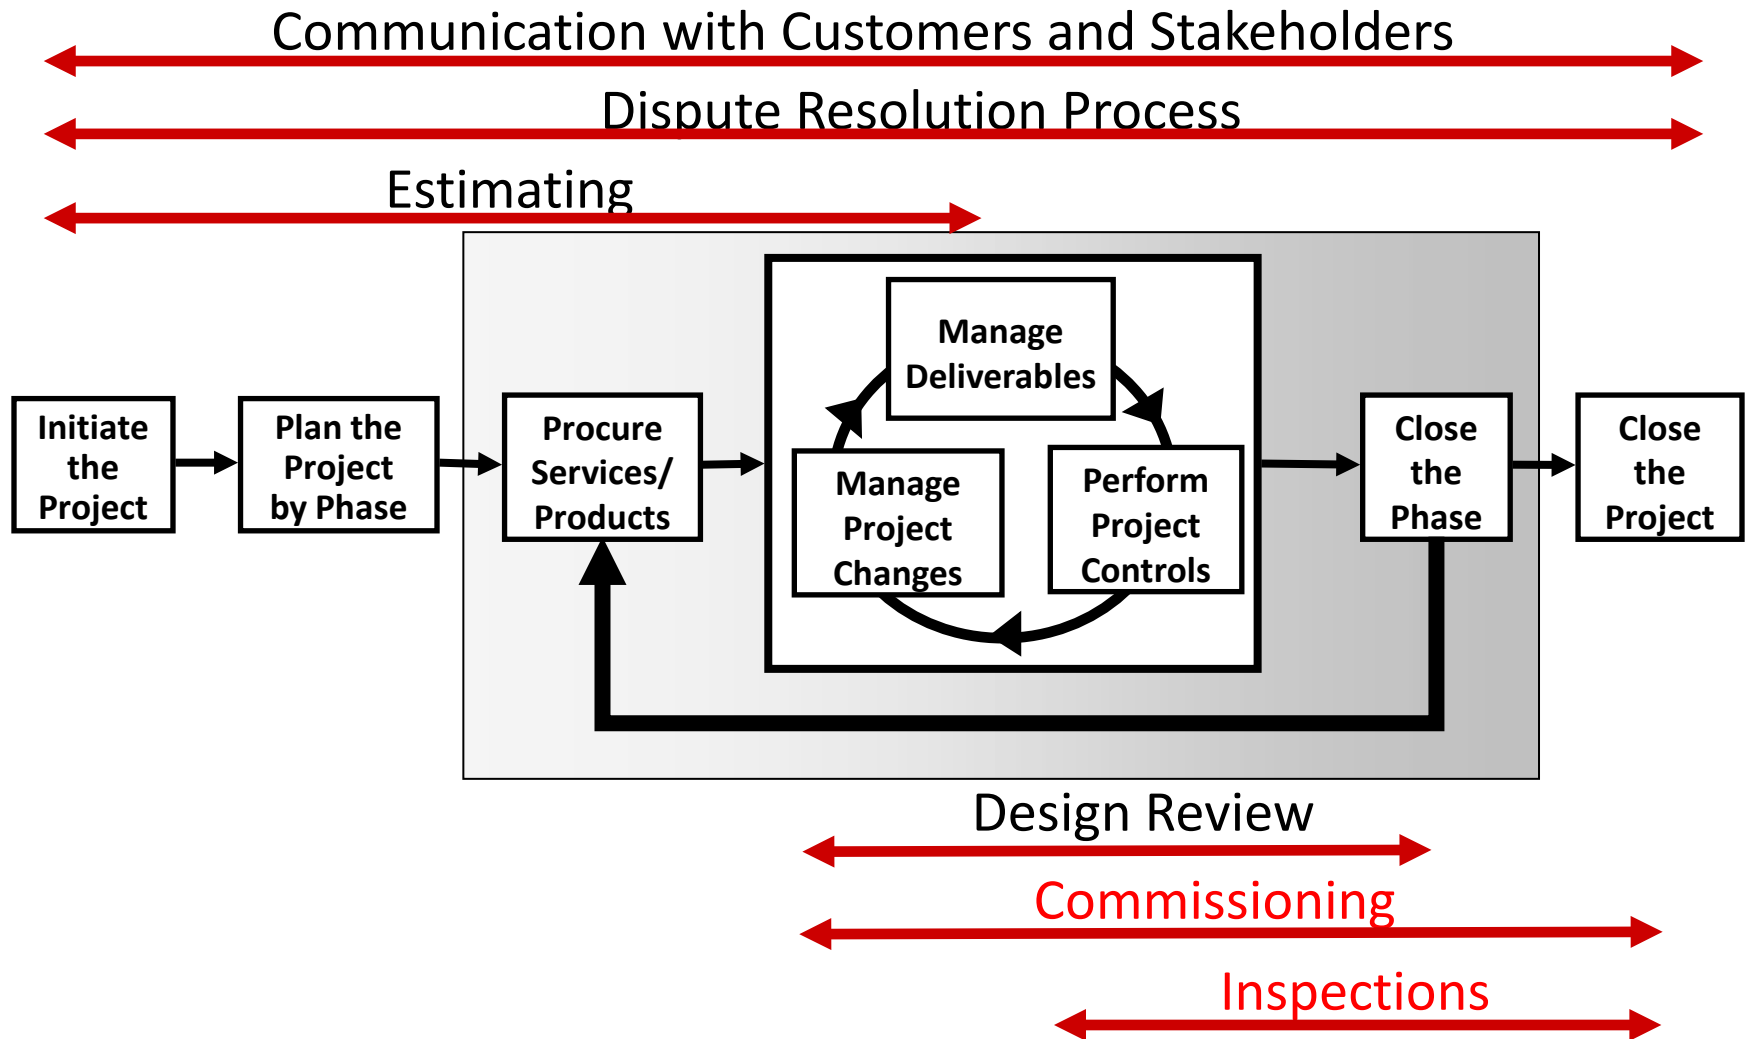 Communication with Customers and Stakeholders
Dispute Resolution Process
Estimating
Initiate
the
Project
Plan the
Project
by Phase
Procure
Services/
Products
Manage
Deliverables
Manage
Project
Changes
Perform
Project
Controls
Close
the
Phase
Close
the
Project
Design Review
Commissioning
Inspections